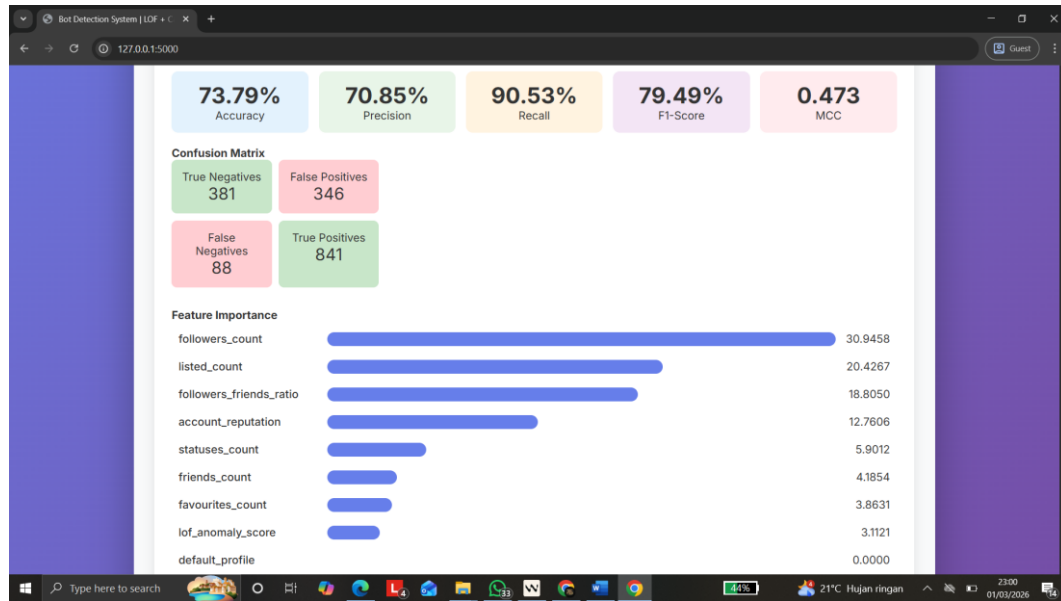 Bot Detection System | LOF + C
127.0.0.1:5000
Guest
73.79%
Accuracy
70.85%
Precision
90.53%
Recall
79.49%
F1-Score
0.473
MCC
Confusion Matrix
True Negatives
381
False Positives
346
False
Negatives
88
True Positives
841
Feature Importance
followers_count 30.9458
listed_count 20.4267
followers_friends_ratio 18.8050
account_reputation 12.7606
statuses_count 5.9012
friends_count 4.1854
favourites_count 3.8631
lof_anomaly_score 3.1121
default_profile 0.0000
Type here to search
L 4
33
W
44%
21°C Hujan ringan
23:00
01/03/2026
14